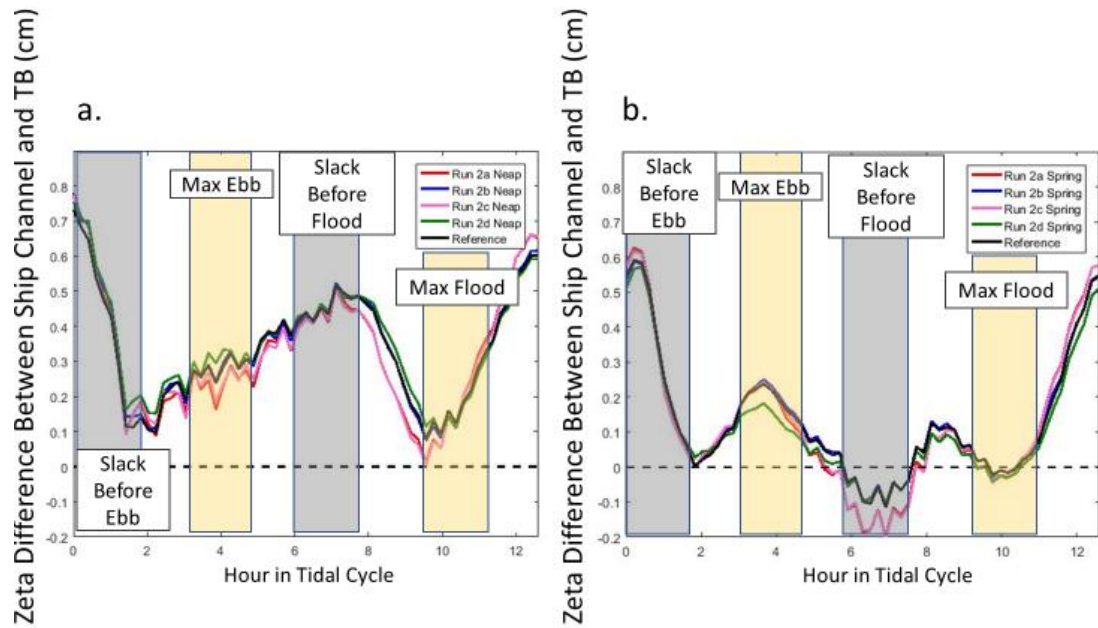 Zeta Difference Between Ship Channel and TB (cm)
a.
0.8
0.7
0.6
0.5
0.4
0.3
0.2
0.1
0
-0.1
-0.2
0
2
4
6
8
10
12
Hour in Tidal Cycle
Slack
Before
Ebb
Max Ebb
Slack
Before
Flood
Max Flood
Run 2a Neap
Run 2b Neap
Run 2c Neap
Run 2d Neap
Reference
Zeta Difference Between Ship Channel and TB (cm)
b.
0.8
0.7
0.6
0.5
0.4
0.3
0.2
0.1
0
-0.1
-0.2
0
2
4
6
8
10
12
Hour in Tidal Cycle
Slack
Before
Ebb
Max Ebb
Slack
Before
Flood
Max Flood
Run 2a Spring
Run 2b Spring
Run 2c Spring
Run 2d Spring
Reference